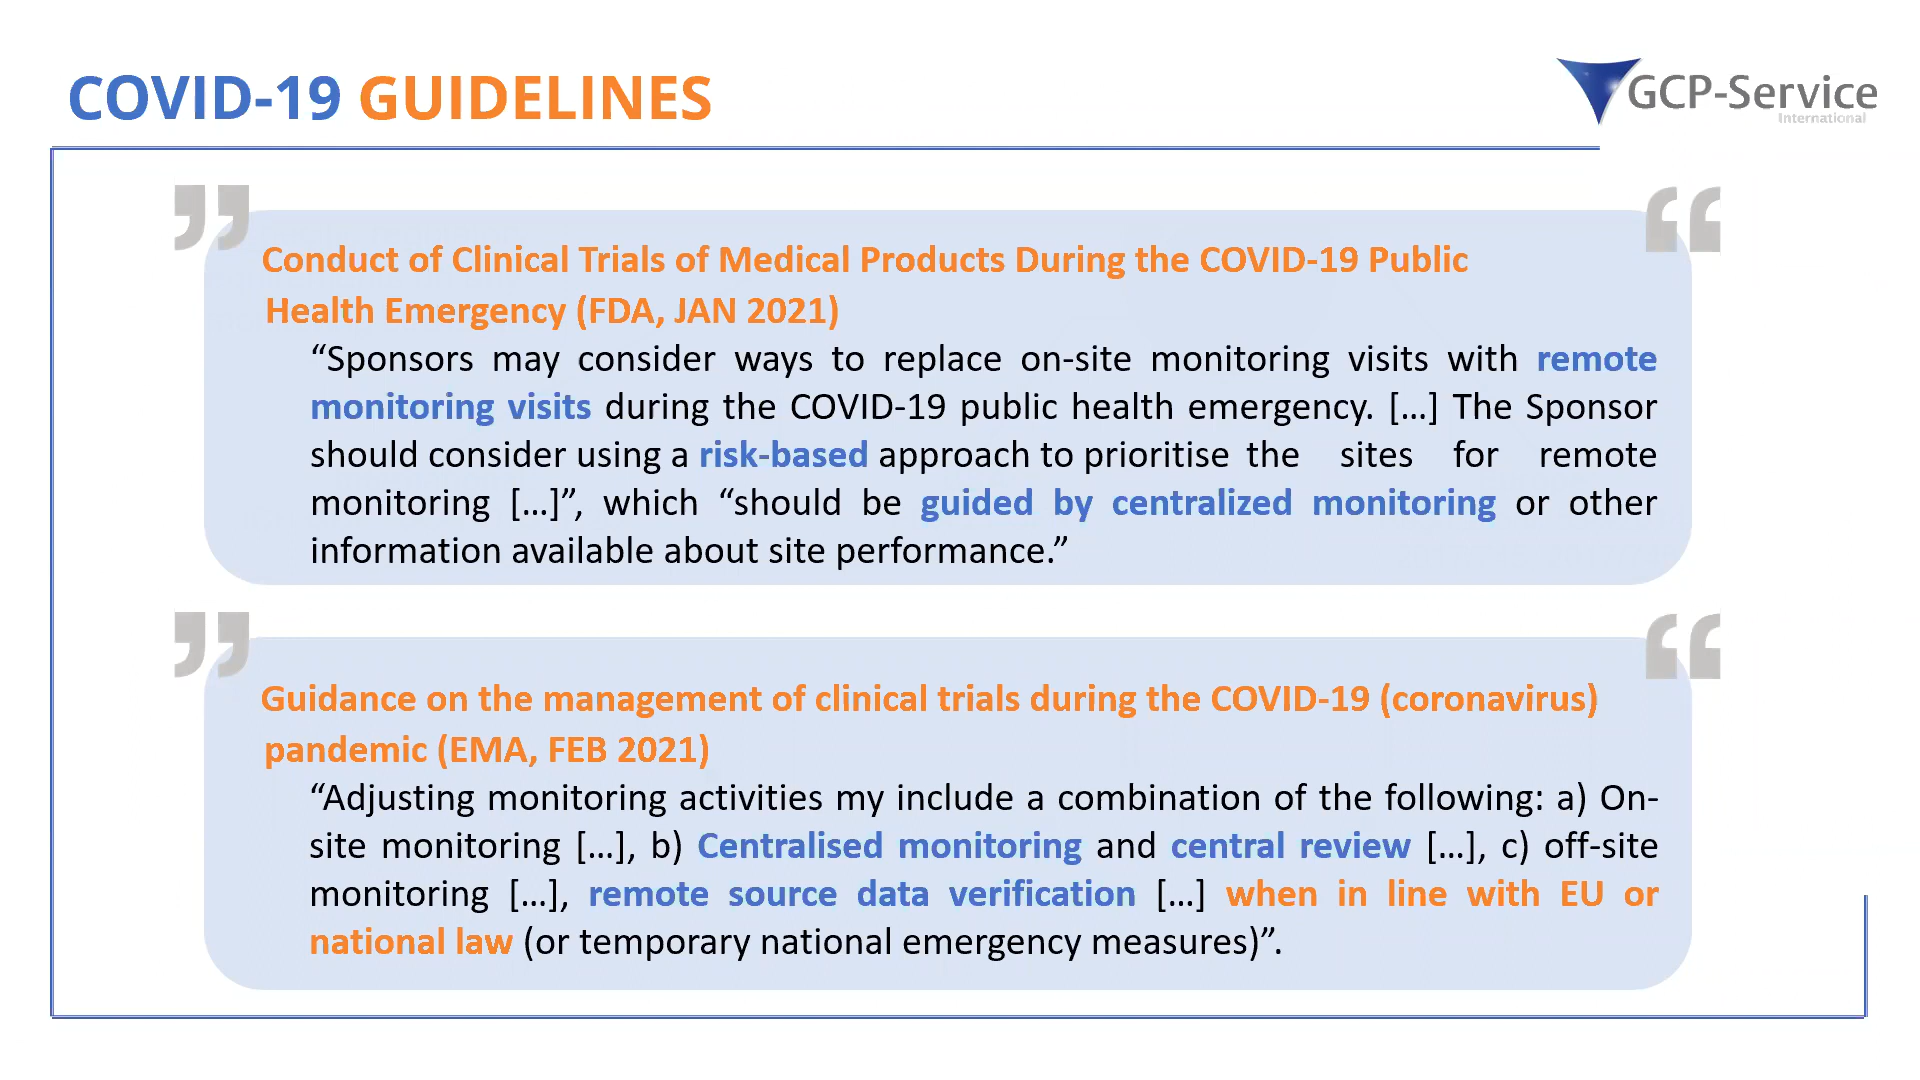 COVID-19 GUIDELINES
GCP-Service
International
Conduct of Clinical Trials of Medical Products During the COVID-19 Public
Health Emergency (FDA, JAN 2021)
“Sponsors may consider ways to replace on-site monitoring visits with remote
monitoring visits during the COVID-19 public health emergency. […] The Sponsor
should consider using a risk-based approach to prioritise the sites for remote
monitoring […]”, which “should be guided by centralized monitoring or other
information available about site performance.”
Guidance on the management of clinical trials during the COVID-19 (coronavirus)
pandemic (EMA, FEB 2021)
“Adjusting monitoring activities my include a combination of the following: a) On-
site monitoring […], b) Centralised monitoring and central review […], c) off-site
monitoring […], remote source data verification […] when in line with EU or
national law (or temporary national emergency measures)”.